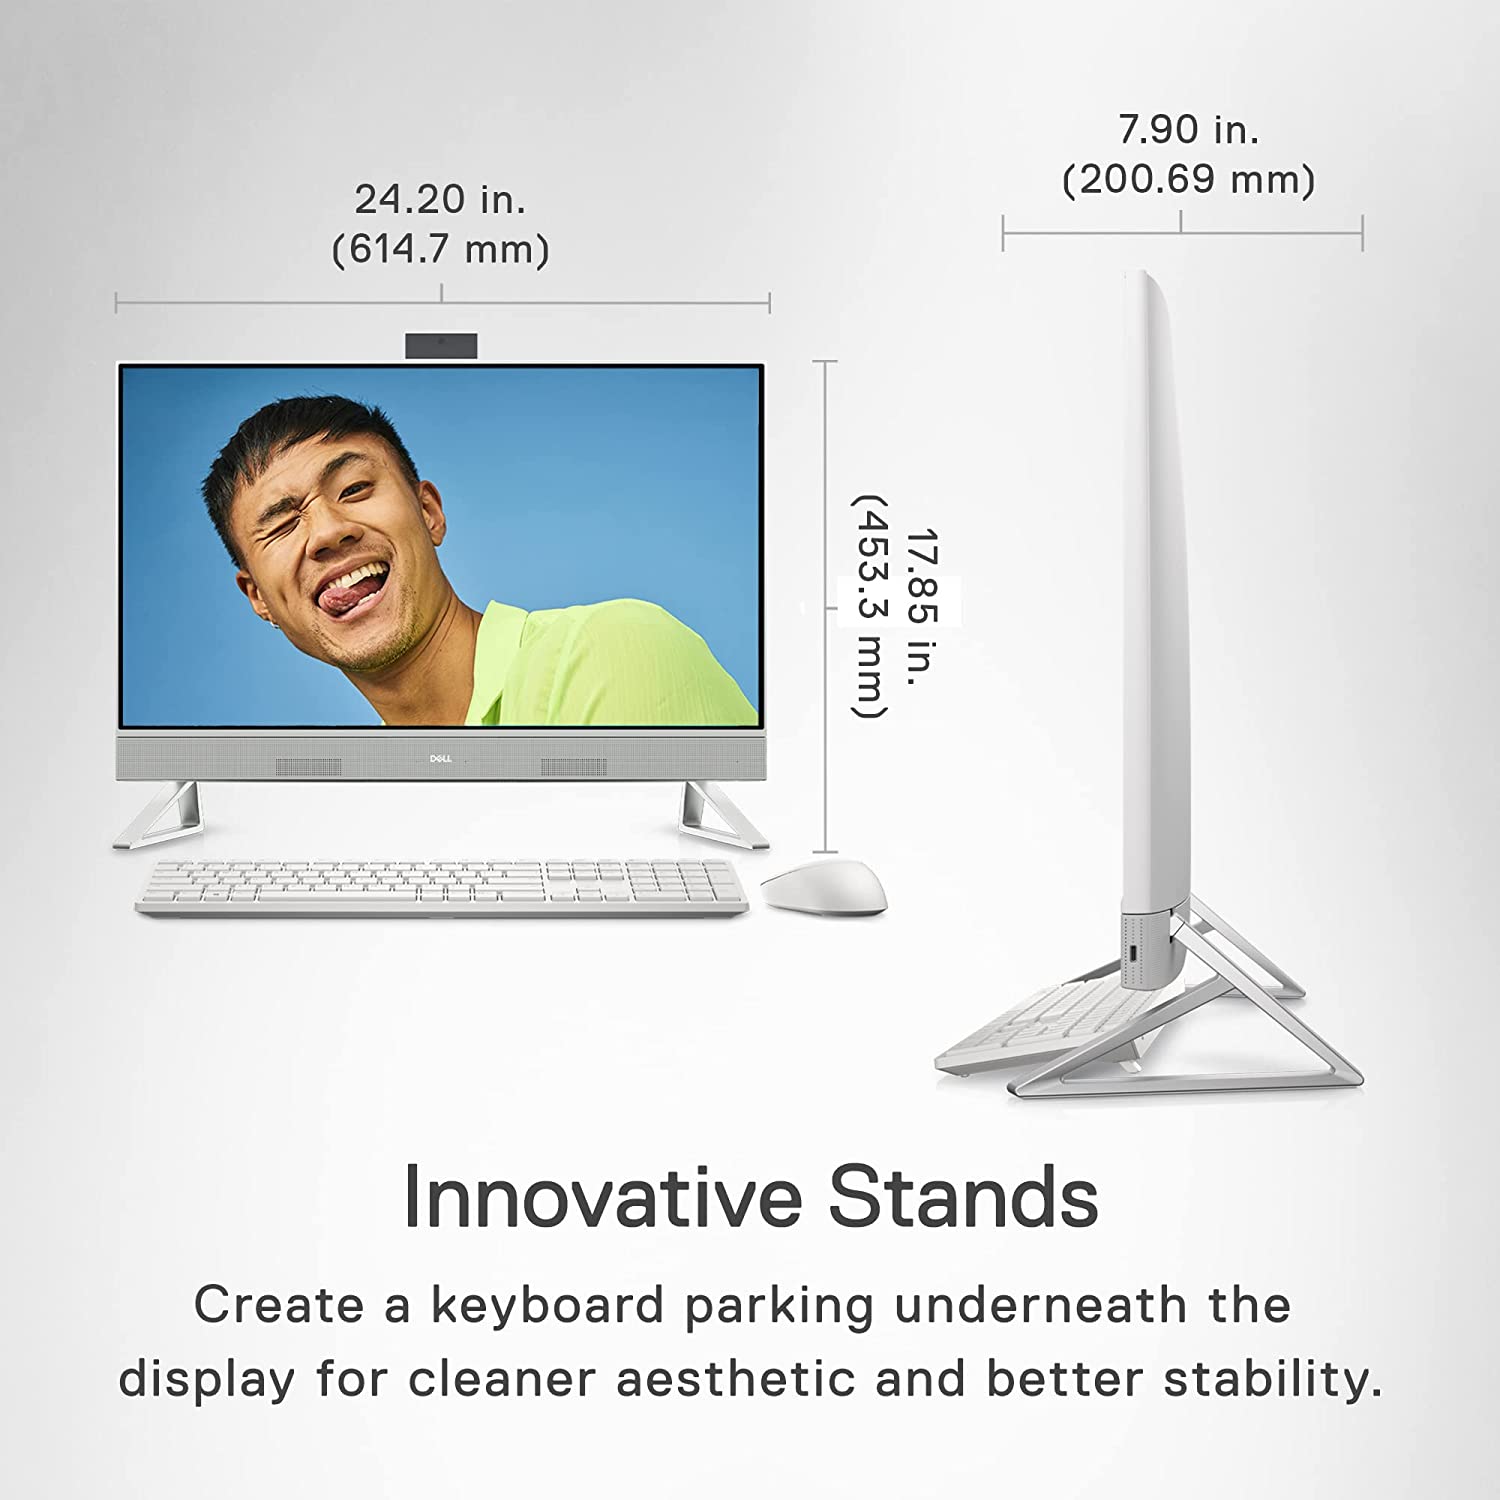 24.20 in.
(614.7 mm)
7.90 in.
(200.69 mm)
17.85 in.
(453.3 mm)
DELL
Innovative Stands
Create a keyboard parking underneath the
display for cleaner aesthetic and better stability.